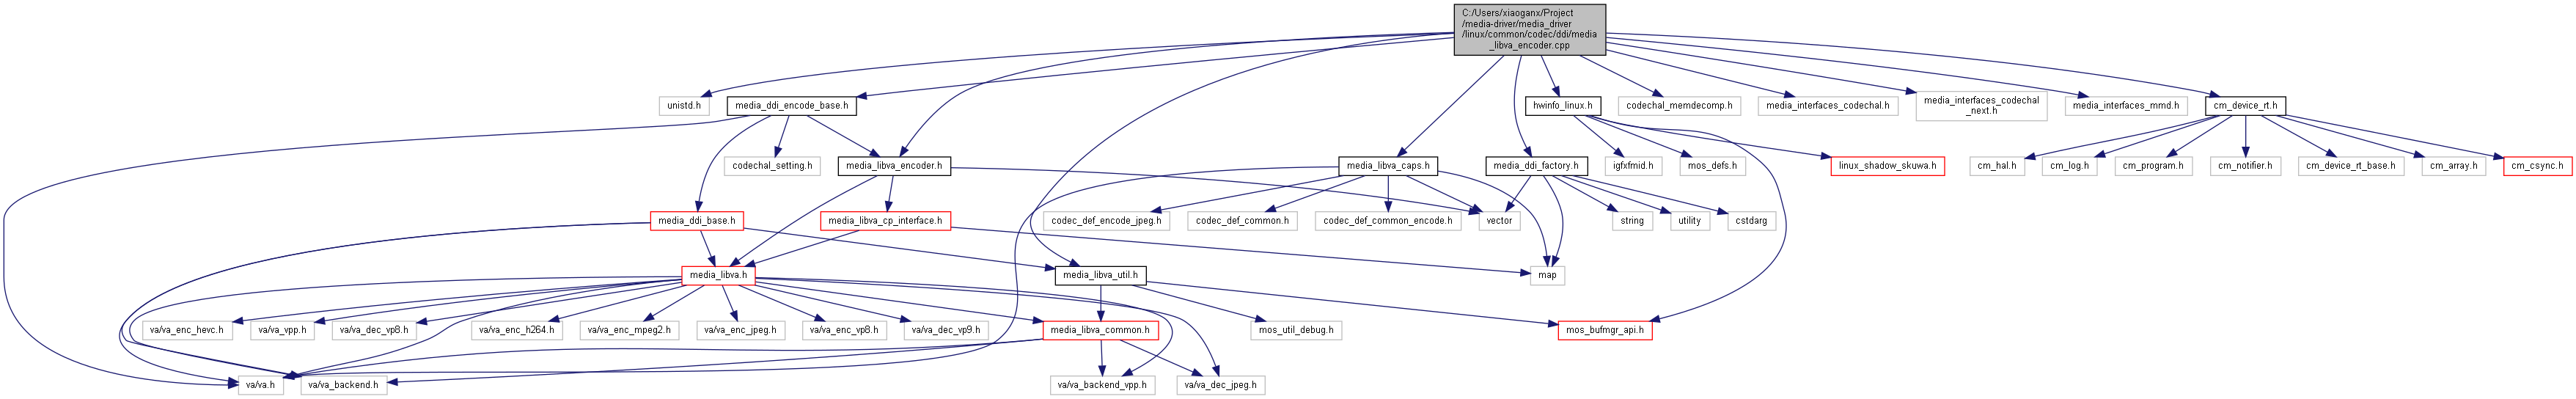 C:/Users/xiaoganx/Project
/media-driver/media_driver
/linux/common/codec/ddi/media
_libva_encoder.cpp
unistd.h
media_ddi_encode_base.h
hwinfo_linux.h
codechal_memdecomp.h
media_interfaces_codechal.h
media_interfaces_codechal
_next.h
media_interfaces_mmd.h
cm_device_rt.h
codechal_setting.h
media_libva_encoder.h
media_libva_caps.h
media_ddi_factory.h
igfxfmid.h
mos_defs.h
linux_shadow_skuwa.h
cm_hal.h
cm_log.h
cm_program.h
cm_notifier.h
cm_device_rt_base.h
cm_array.h
cm_csync.h
media_ddi_base.h
media_libva_cp_interface.h
codec_def_encode_jpeg.h
codec_def_common.h
codec_def_common_encode.h
vector
string
utility
cstdarg
media_libva.h
media_libva_util.h
map
va/va_enc_hevc.h
va/va_vpp.h
va/va_dec_vp8.h
va/va_enc_h264.h
va/va_enc_mpeg2.h
va/va_enc_jpeg.h
va/va_enc_vp8.h
va/va_dec_vp9.h
media_libva_common.h
mos_util_debug.h
mos_bufmgr_api.h
va/va.h
va/va_backend.h
va/va_backend_vpp.h
va/va_dec_jpeg.h